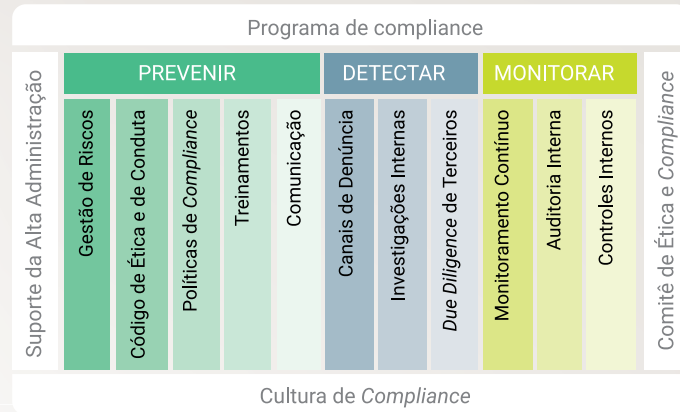 Programa de compliance
Suporte da Alta Administração
PREVENIR
Gestão de Riscos
Código de Ética e de Conduta
Políticas de Compliance
Treinamentos
Comunicação
DETECTAR
Canais de Denúncia
Investigações Internas
Due Diligence de Terceiros
MONITORAR
Monitoramento Contínuo
Auditoria Interna
Controles Internos
Comitê de Ética e Compliance
Cultura de Compliance